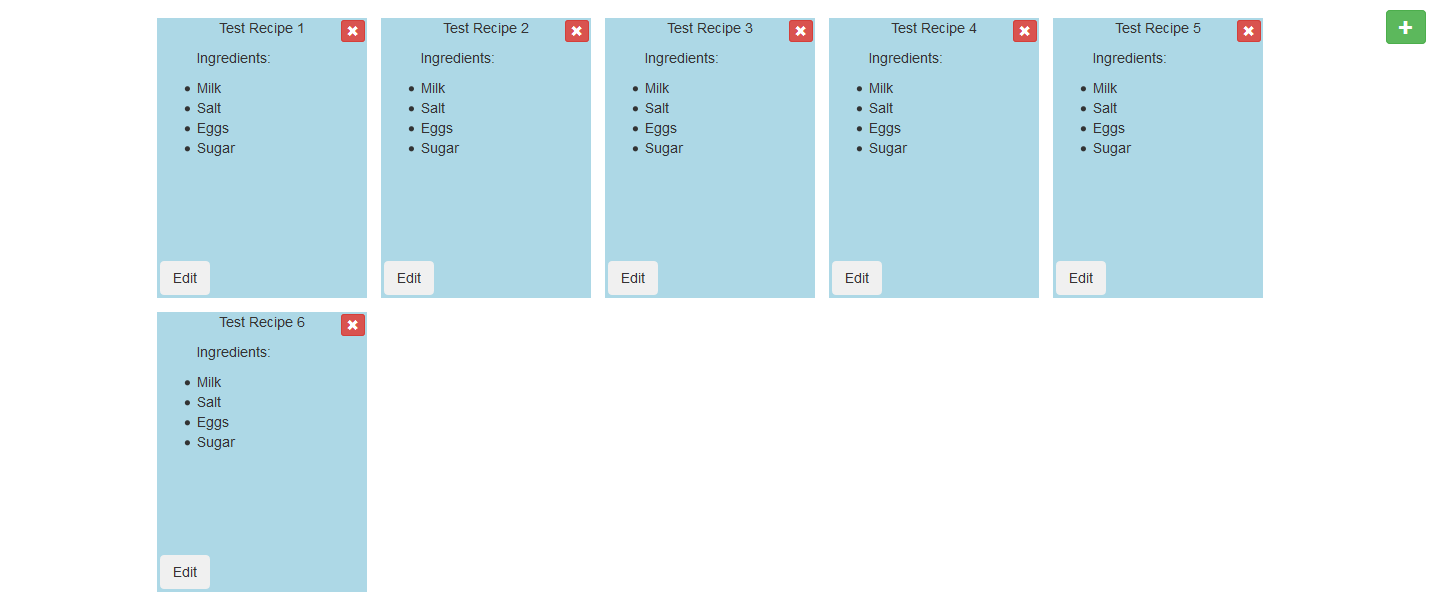 Test Recipe 1
Ingredients:
Milk
Salt
Eggs
Sugar
Edit
Test Recipe 2
Ingredients:
Milk
Salt
Eggs
Sugar
Edit
Test Recipe 3
Ingredients:
Milk
Salt
Eggs
Sugar
Edit
Test Recipe 4
Ingredients:
Milk
Salt
Eggs
Sugar
Edit
Test Recipe 5
Ingredients:
Milk
Salt
Eggs
Sugar
Edit
Test Recipe 6
Ingredients:
Milk
Salt
Eggs
Sugar
Edit